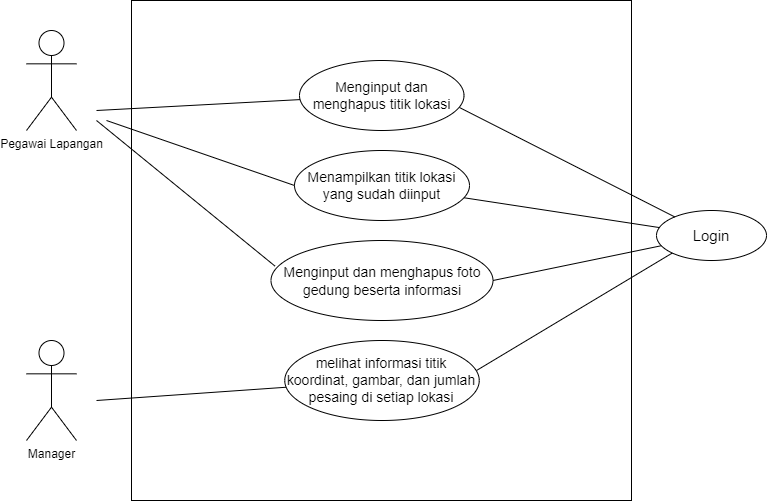 Pegawai Lapangan
Menginput dan
menghapus titik lokasi
Menampilkan titik lokasi
yang sudah diinput
Menginput dan menghapus foto
gedung beserta informasi
Login
Manager
melihat informasi titik
koordinat, gambar, dan jumlah
pesaing di setiap lokasi